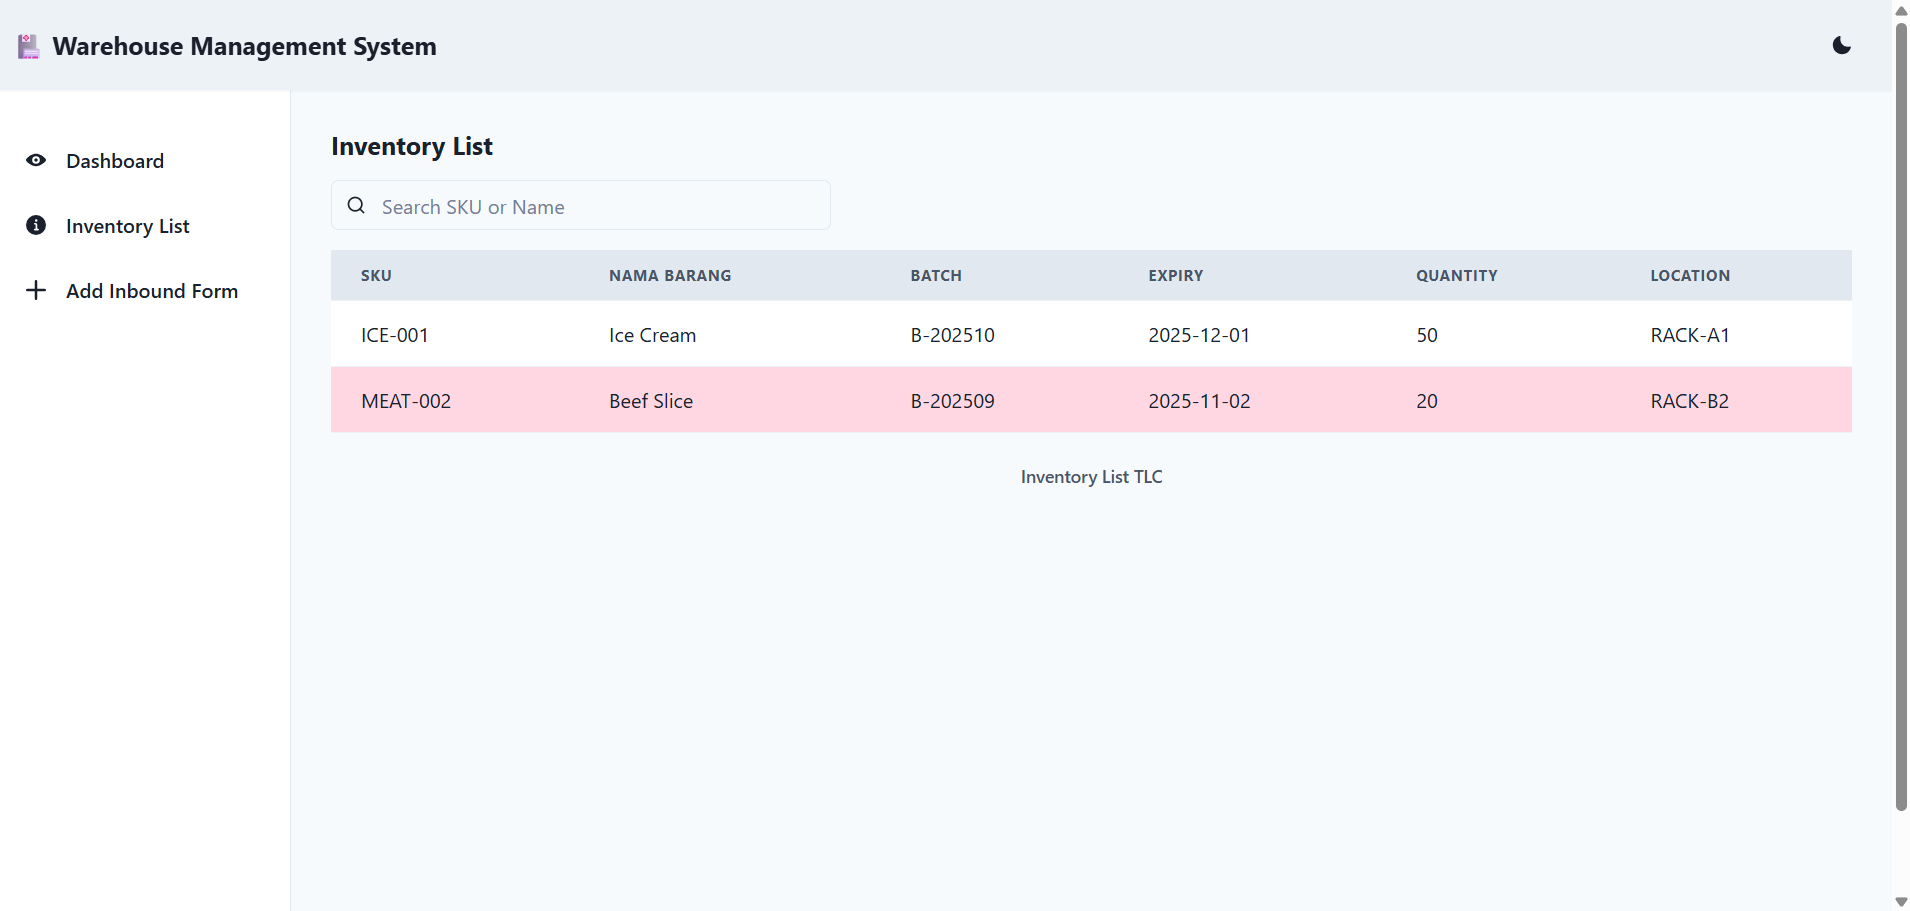 Warehouse Management System
Dashboard
Inventory List
Add Inbound Form
Inventory List
Search SKU or Name
SKU NAMA BARANG BATCH EXPIRY QUANTITY LOCATION
ICE-001 Ice Cream B-202510 2025-12-01 50 RACK-A1
MEAT-002 Beef Slice B-202509 2025-11-02 20 RACK-B2
Inventory List TLC